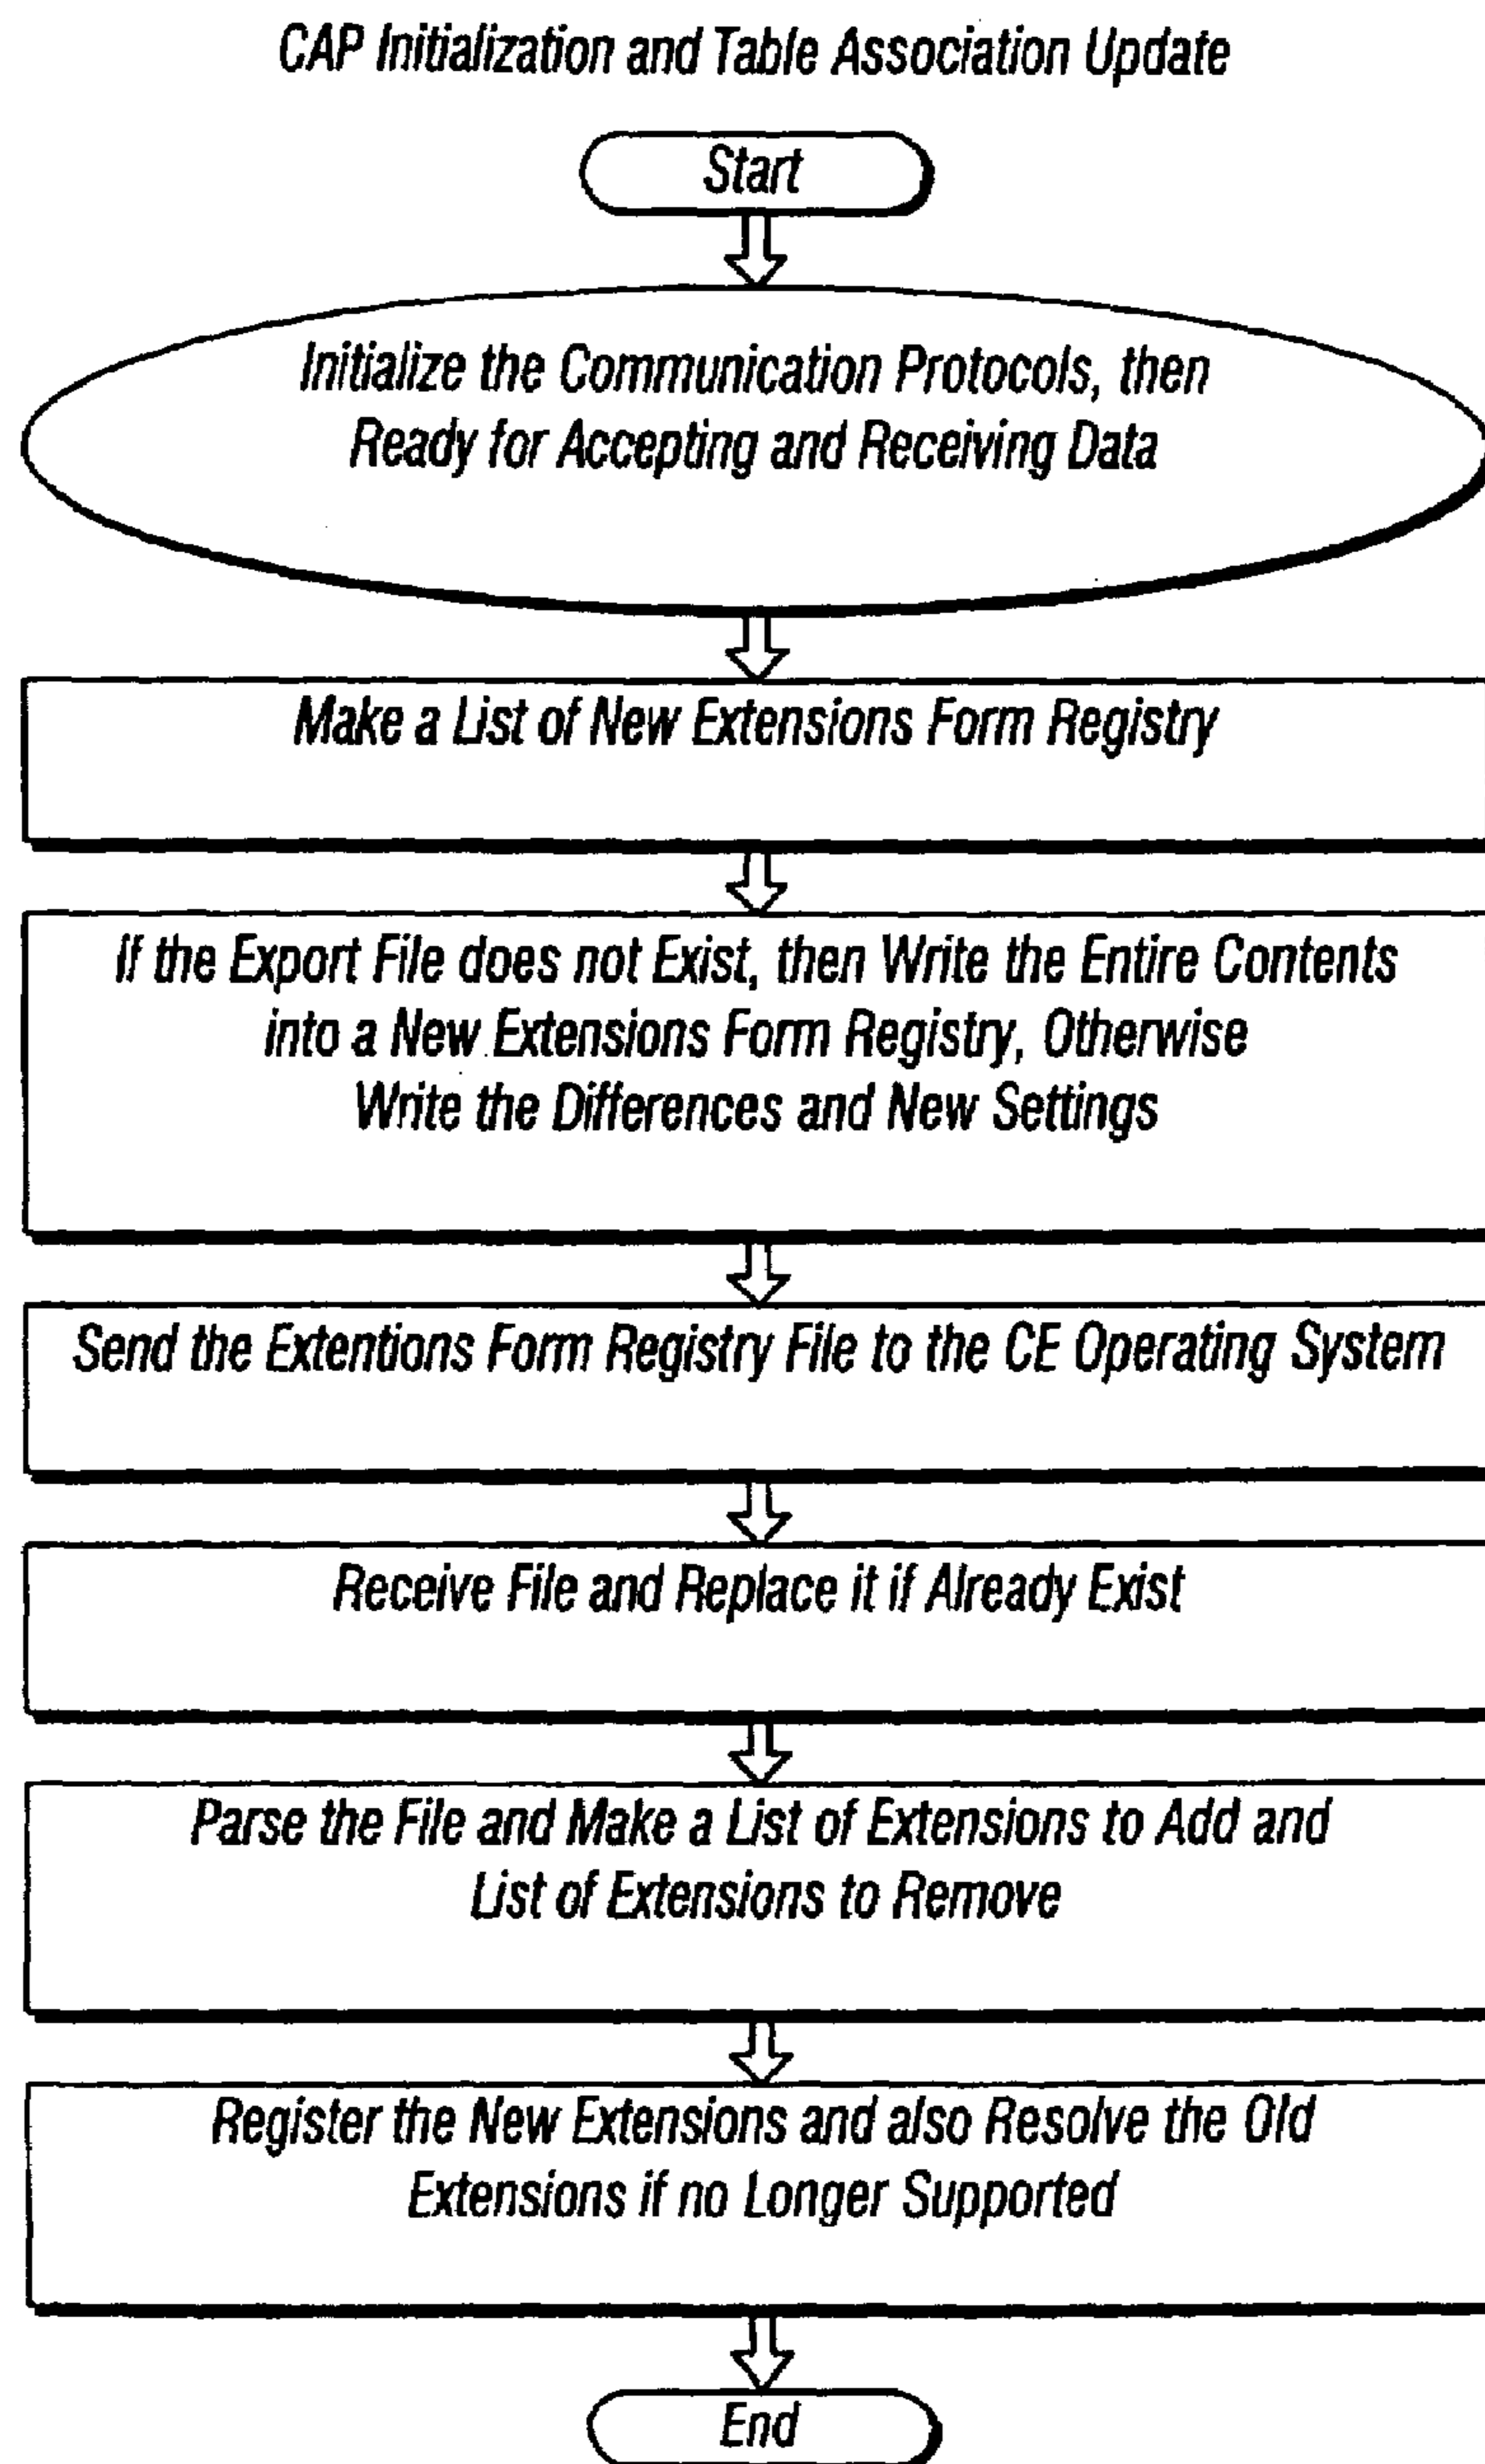 CAP Initialization and Table Association Update
Start
Initialize the Communication Protocols, then
Ready for Accepting and Receiving Data
Make a List of New Extensions Form Registry
If the Export File does not Exist, then Write the Entire Contents
into a New Extensions Form Registry, Otherwise
Write the Differences and New Settings
Send the Extentions Form Registry File to the CE Operating System
Receive File and Replace it if Already Exist
Parse the File and Make a List of Extensions to Add and
List of Extensions to Remove
Register the New Extensions and also Resolve the Old
Extensions if no Longer Supported
End